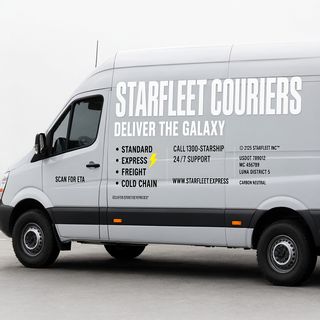 STARFLEET COURIERS
DELIVER THE GALAXY
• STANDARD
• EXPRESS
• FREIGHT
• COLD CHAIN
SCAN FOR ETA
CALL 1300-STARSHIP
24/7 SUPPORT
WWW.STARFLEET.EXPRESS
© 2125 STARFLEET INC™
USDOT 789012
MC 456789
LUNA DISTRICT 5
CARBON NEUTRAL